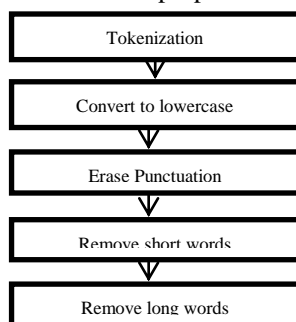 Tokenization
Convert to lowercase
Erase Punctuation
Remove short words
Remove long words